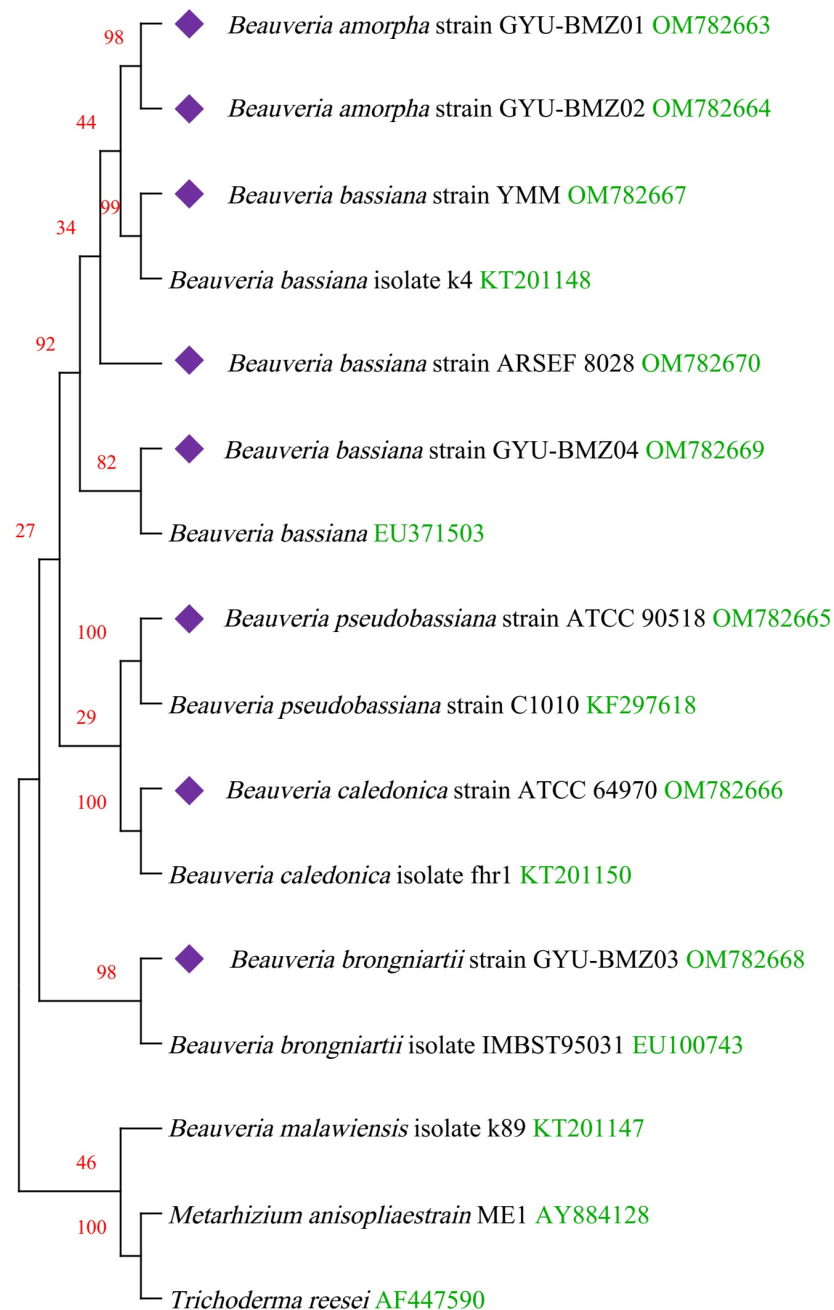 98
Beauveria amorpha strain GYU-BMZ01 OM782663
44
Beauveria amorpha strain GYU-BMZ02 OM782664
99
Beauveria bassiana strain YMM OM782667
34
Beauveria bassiana isolate k4 KT201148
92
Beauveria bassiana strain ARSEF 8028 OM782670
82
Beauveria bassiana strain GYU-BMZ04 OM782669
27
Beauveria bassiana EU371503
100
Beauveria pseudobassiana strain ATCC 90518 OM782665
Beauveria pseudobassiana strain C1010 KF297618
29
Beauveria caledonica strain ATCC 64970 OM782666
100
Beauveria caledonica isolate fhr1 KT201150
98
Beauveria brongniartii strain GYU-BMZ03 OM782668
Beauveria brongniartii isolate IMBST95031 EU100743
Beauveria malawiensis isolate k89 KT201147
46
Metarhizium anisopliaestrain ME1 AY884128
100
Trichoderma reesei AF447590